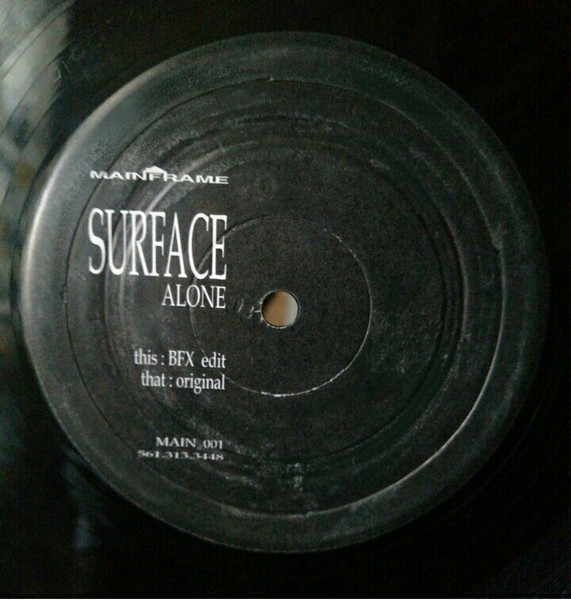 MAINFRAME
SURFACE
ALONE
this : BFX edit
that : original
MAIN_001
561.313.3448